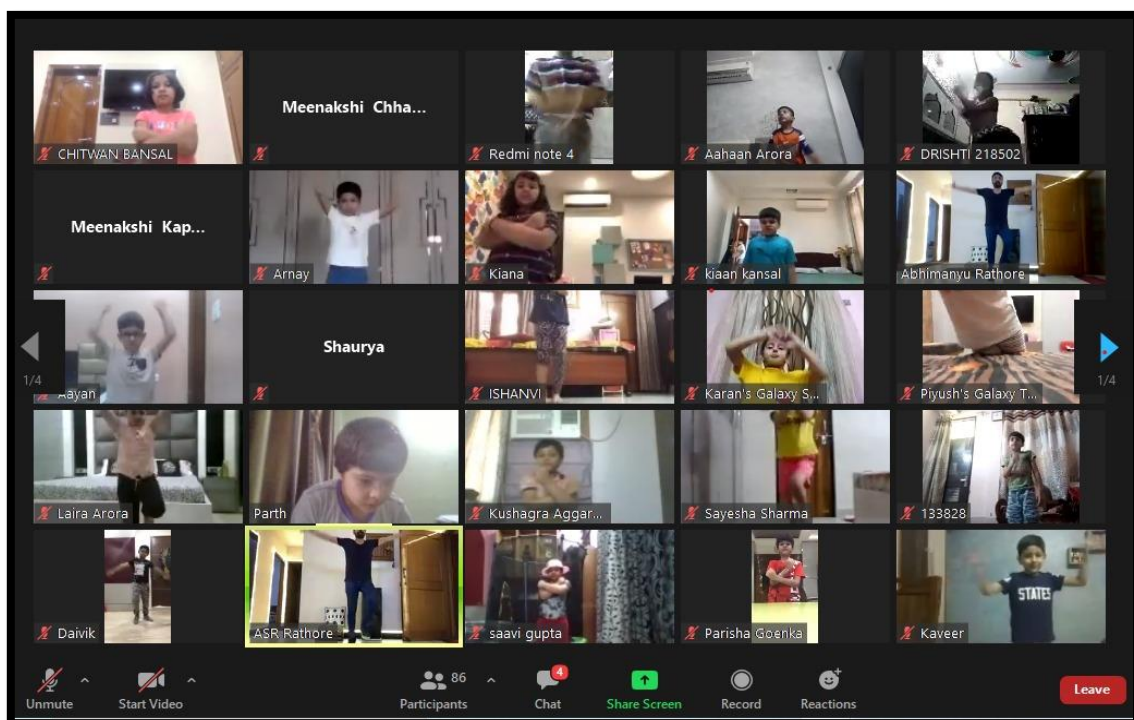 CHITWAN BANSAL
Meenakshi Chha...
Redmi note 4
Aahaan Arora
DRISHTI 218502
Meenakshi Kap...
Arnay
Kiana
kiaan kansal
Abhimanyu Rathore
1/4
Aayan
Shaurya
ISHANVI
Karan's Galaxy S...
Piyush's Galaxy T...
1/4
Laira Arora
Parth
Kushagra Aggar...
Sayesha Sharma
133828
Daivik
ASR Rathore
saavi gupta
Parisha Goenka
Kaveer
STATES
Unmute
Start Video
86
Participants
4
Chat
Share Screen
Record
Reactions
Leave